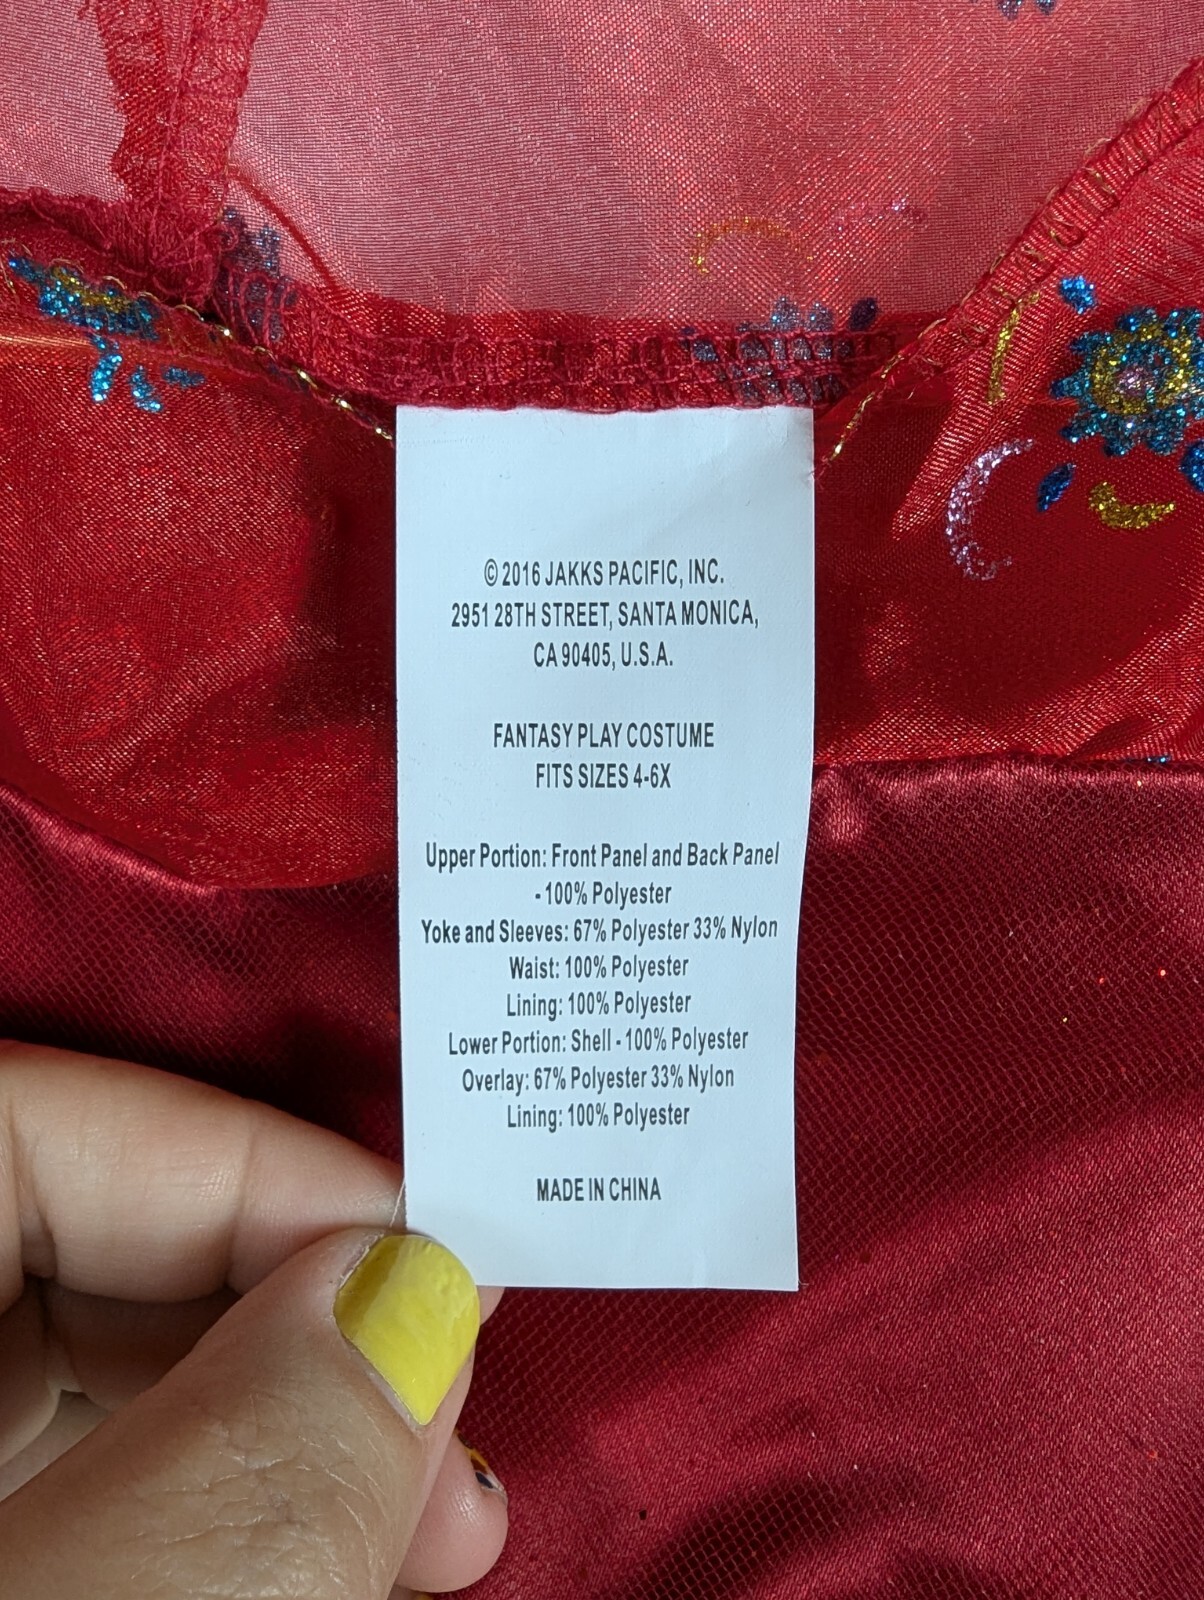 © 2016 JAKKS PACIFIC, INC.
2951 28TH STREET, SANTA MONICA,
CA 90405, U.S.A.
FANTASY PLAY COSTUME
FITS SIZES 4-6X
Upper Portion: Front Panel and Back Panel
- 100% Polyester
Yoke and Sleeves: 67% Polyester 33% Nylon
Waist: 100% Polyester
Lining: 100% Polyester
Lower Portion: Shell - 100% Polyester
Overlay: 67% Polyester 33% Nylon
Lining: 100% Polyester
MADE IN CHINA